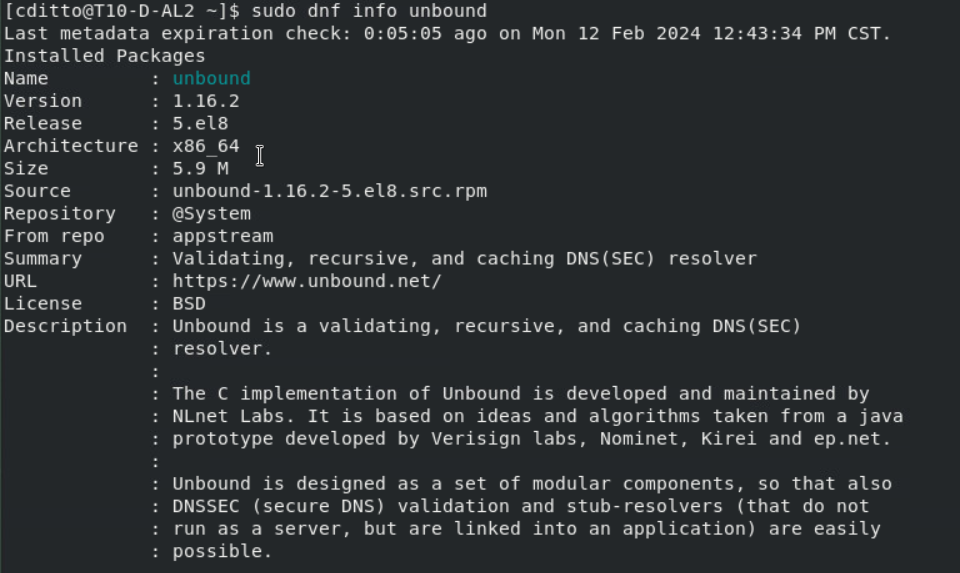 [cditto@T10-D-AL2 ~]$ sudo dnf info unbound
Last metadata expiration check: 0:05:05 ago on Mon 12 Feb 2024 12:43:34 PM CST.
Installed Packages
Name         : unbound
Version      : 1.16.2
Release      : 5.el8
Architecture : x86_64
Size         : 5.9 M
Source       : unbound-1.16.2-5.el8.src.rpm
Repository   : @System
From repo    : appstream
Summary      : Validating, recursive, and caching DNS(SEC) resolver
URL          : https://www.unbound.net/
License      : BSD
Description  : Unbound is a validating, recursive, and caching DNS(SEC)
             : resolver.
             :
             : The C implementation of Unbound is developed and maintained by
             : NLnet Labs. It is based on ideas and algorithms taken from a java
             : prototype developed by Verisign labs, Nominet, Kirei and ep.net.
             :
             : Unbound is designed as a set of modular components, so that also
             : DNSSEC (secure DNS) validation and stub-resolvers (that do not
             : run as a server, but are linked into an application) are easily
             : possible.